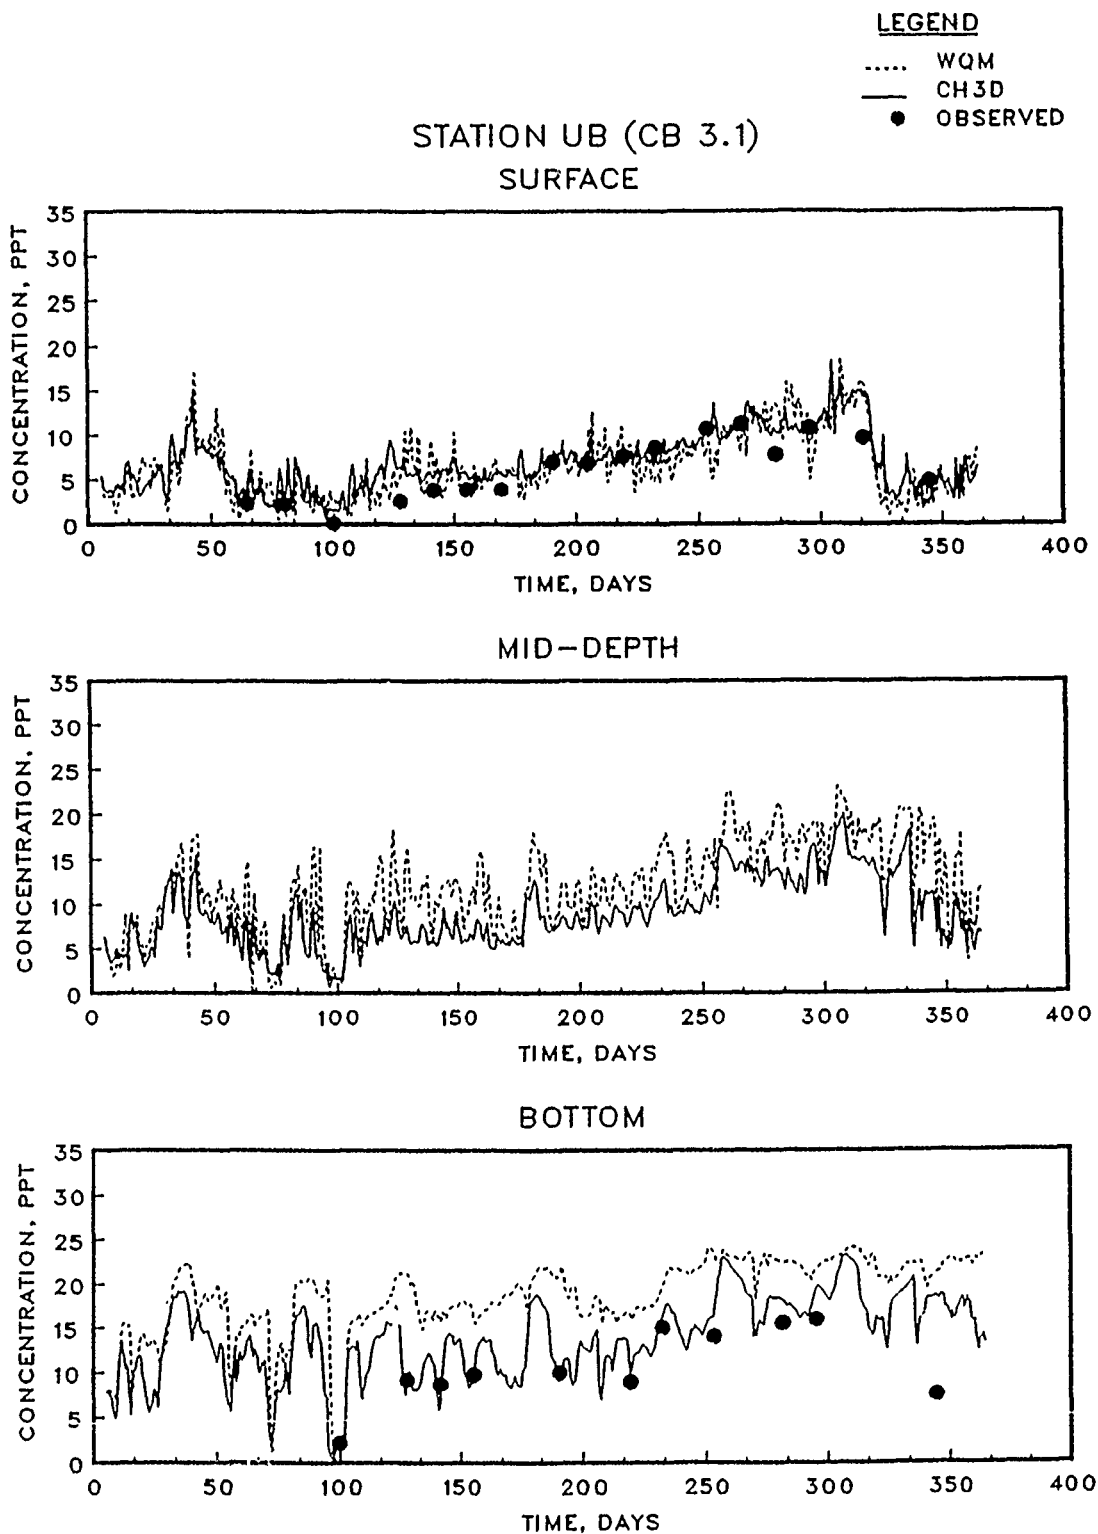 LEGEND
WQM
CH3D
OBSERVED
STATION UB (CB 3.1)
SURFACE
CONCENTRATION, PPT
35
30
25
20
15
10
5
0
0 50 100 150 200 250 300 350 400
TIME, DAYS
MID-DEPTH
CONCENTRATION, PPT
35
30
25
20
15
10
5
0
0 50 100 150 200 250 300 350 400
TIME, DAYS
BOTTOM
CONCENTRATION, PPT
35
30
25
20
15
10
5
0
0 50 100 150 200 250 300 350 400
TIME, DAYS